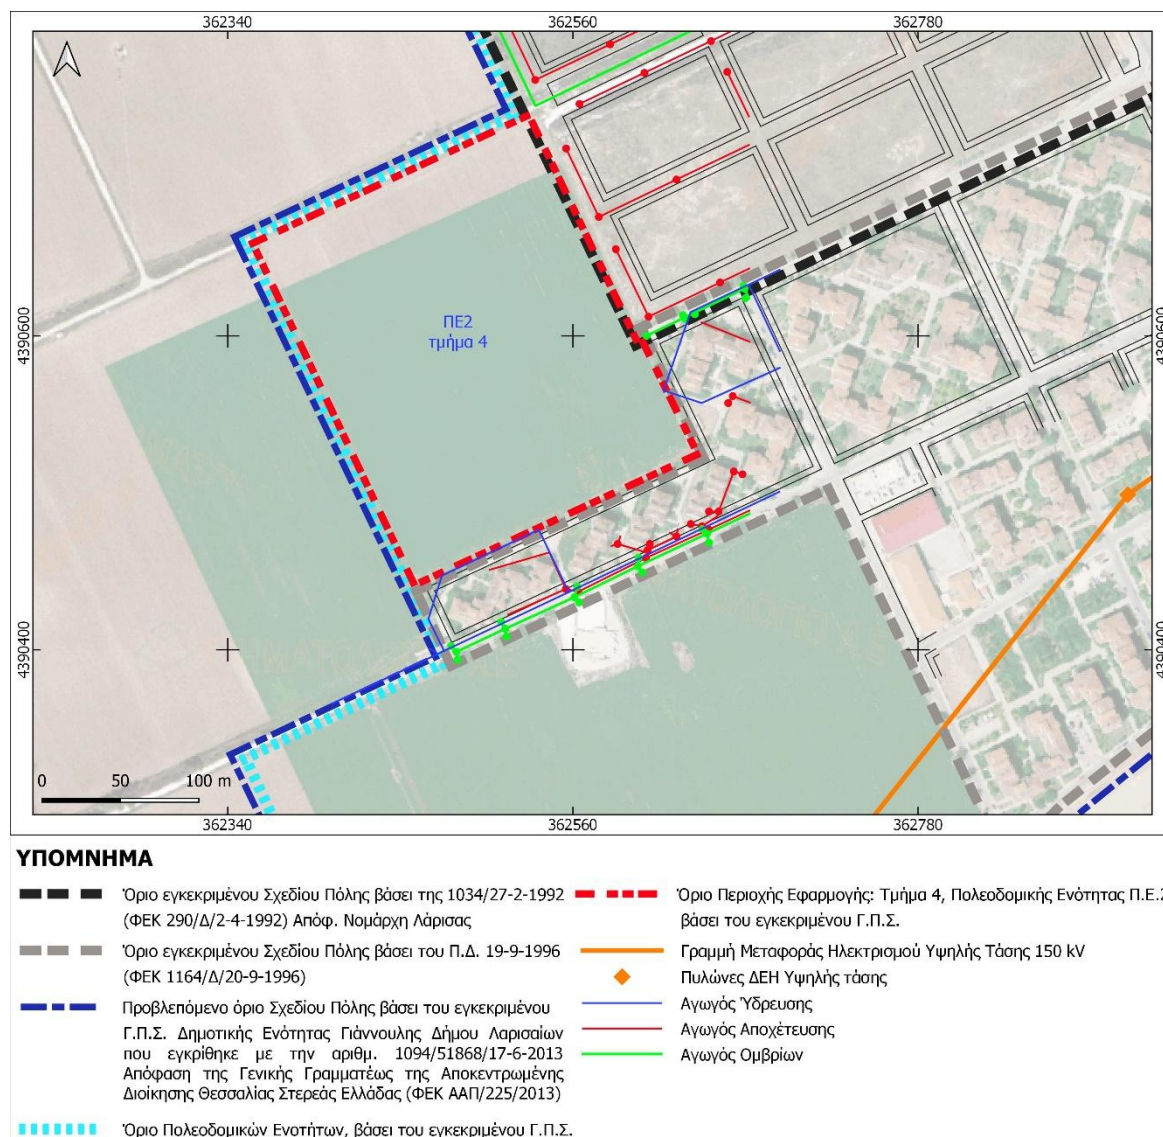 362340 362560 362780
ΠΕ2
τμήμα 4
4390600 4390600
4390400 4390400
0 50 100 m
362340 362560 362780
ΥΠΟΜΝΗΜΑ
Όριο εγκεκριμένου Σχεδίου Πόλης βάσει της 1034/27-2-1992
(ΦΕΚ 290/Δ/2-4-1992) Απόφ. Νομάρχη Λάρισας
Όριο εγκεκριμένου Σχεδίου Πόλης βάσει του Π.Δ. 19-9-1996
(ΦΕΚ 1164/Δ/20-9-1996)
Προβλεπόμενο όριο Σχεδίου Πόλης βάσει του εγκεκριμένου
Γ.Π.Σ. Δημοτικής Ενότητας Γιάννουλης Δήμου Λαρισαίων
που εγκρίθηκε με την αριθμ. 1094/51868/17-6-2013
Απόφαση της Γενικής Γραμματέως της Αποκεντρωμένης
Διοίκησης Θεσσαλίας Στερεάς Ελλάδας (ΦΕΚ ΑΑΠ/225/2013)
Όριο Πολεοδομικών Ενοτήτων, βάσει του εγκεκριμένου Γ.Π.Σ.
Όριο Περιοχής Εφαρμογής: Τμήμα 4, Πολεοδομικής Ενότητας Π.Ε.2
βάσει του εγκεκριμένου Γ.Π.Σ.
Γραμμή Μεταφοράς Ηλεκτρισμού Υψηλής Τάσης 150 kV
Πυλώνες ΔΕΗ Υψηλής τάσης
Αγωγός Ύδρευσης
Αγωγός Αποχέτευσης
Αγωγός Ομβρίων